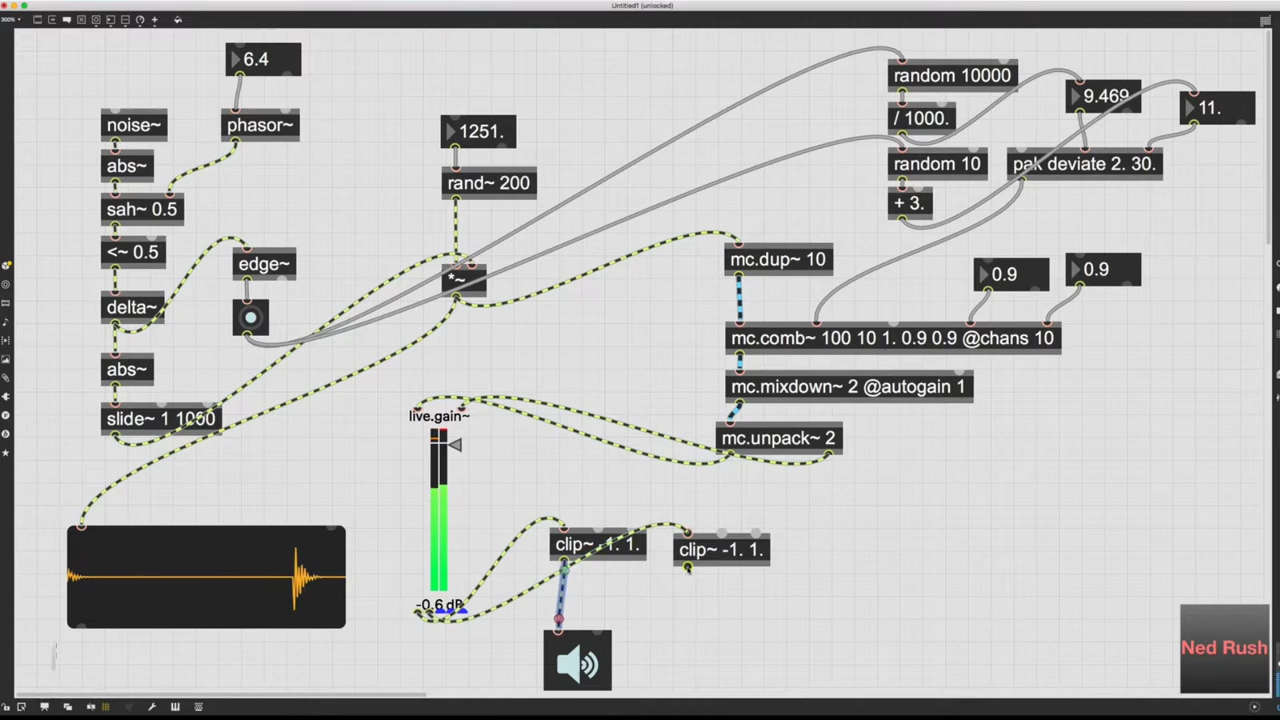 Untitled1 (unlocked)
300%
6.4
noise~
phasor~
abs~
sah~ 0.5
<~ 0.5
edge~
delta~
abs~
slide~ 1 1000
1251.
rand~ 200
*~
random 10000
/ 1000.
random 10
+ 3.
9.469
11.
pak deviate 2. 30.
mc.dup~ 10
0.9
0.9
mc.comb~ 100 10 1. 0.9 0.9 @chans 10
mc.mixdown~ 2 @autogain 1
mc.unpack~ 2
live.gain~
-0.6 dB
clip~ -1. 1.
clip~ -1. 1.
Ned Rush